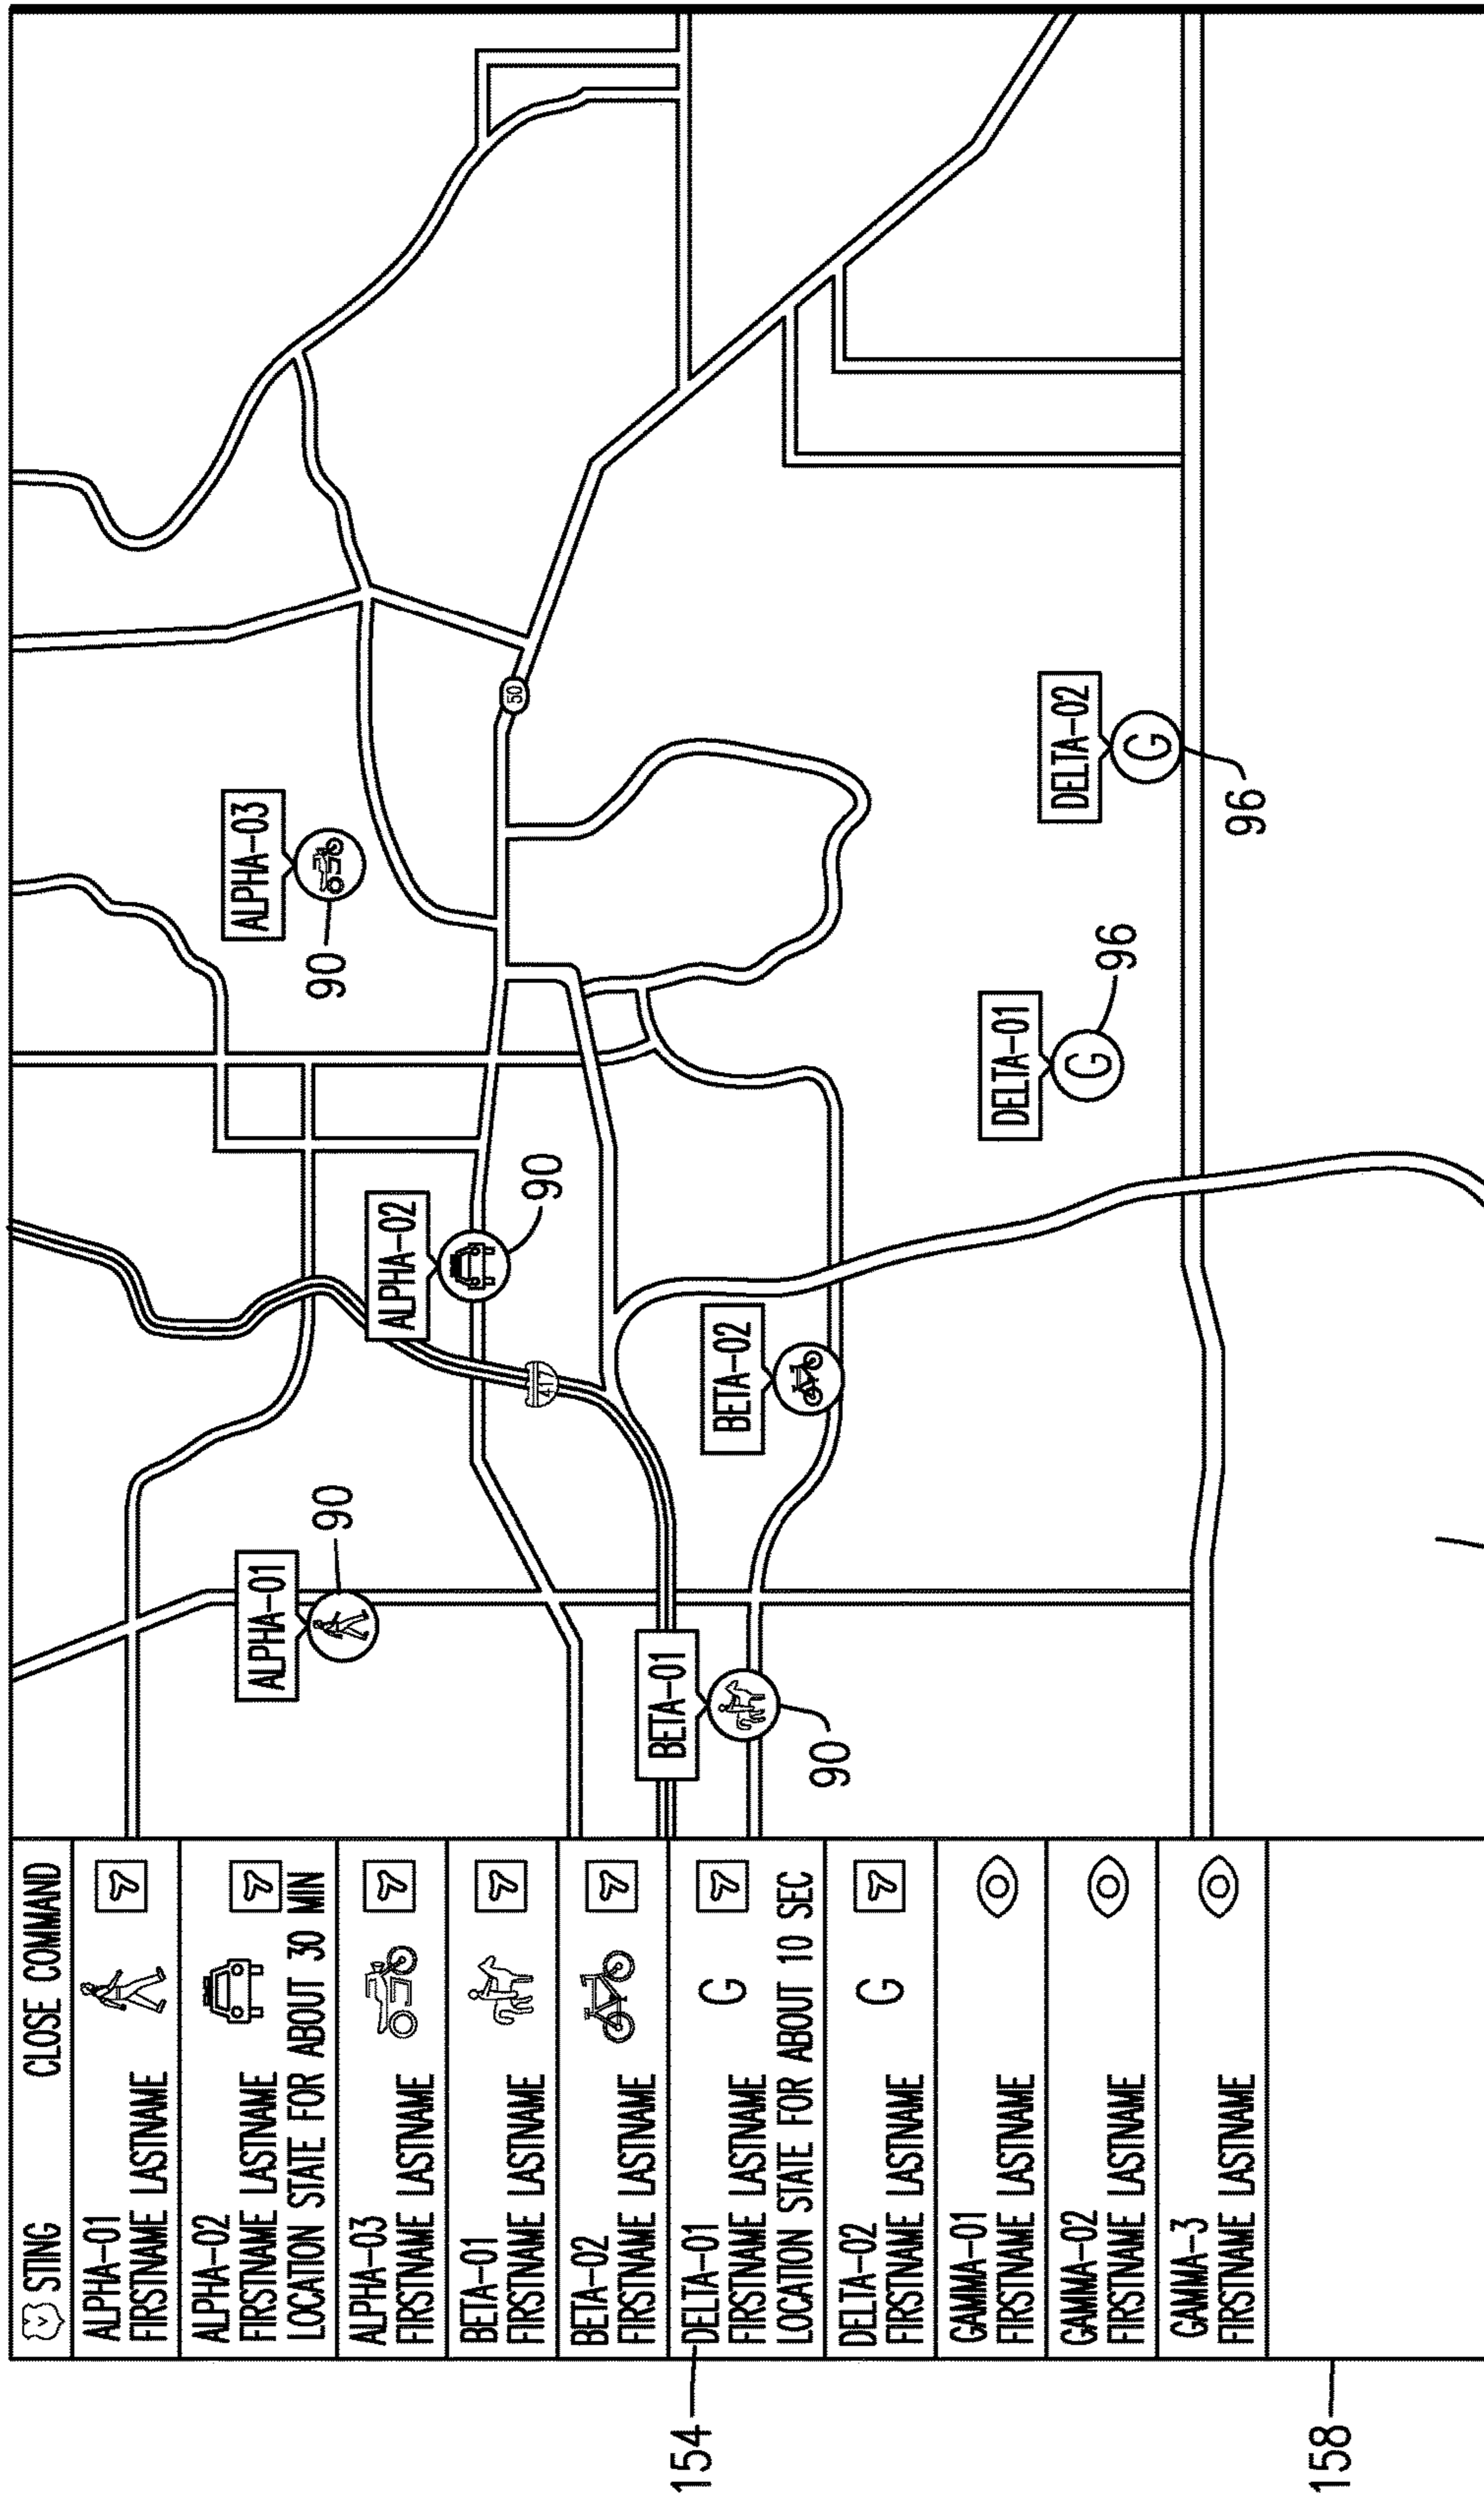 STING CLOSE COMMAND
ALPHA-01
FIRSTNAME LASTNAME
ALPHA-02
FIRSTNAME LASTNAME
LOCATION STATE FOR ABOUT 30 MIN
ALPHA-03
FIRSTNAME LASTNAME
BETA-01
FIRSTNAME LASTNAME
BETA-02
FIRSTNAME LASTNAME
DELTA-01 G
FIRSTNAME LASTNAME
LOCATION STATE FOR ABOUT 10 SEC
DELTA-02 G
FIRSTNAME LASTNAME
GAMMA-01
FIRSTNAME LASTNAME
GAMMA-02
FIRSTNAME LASTNAME
GAMMA-3
FIRSTNAME LASTNAME
154
158
ALPHA-01
90
ALPHA-02
90
ALPHA-03
90
BETA-01
90
BETA-02
417
50
DELTA-01
G
96
DELTA-02
G
96